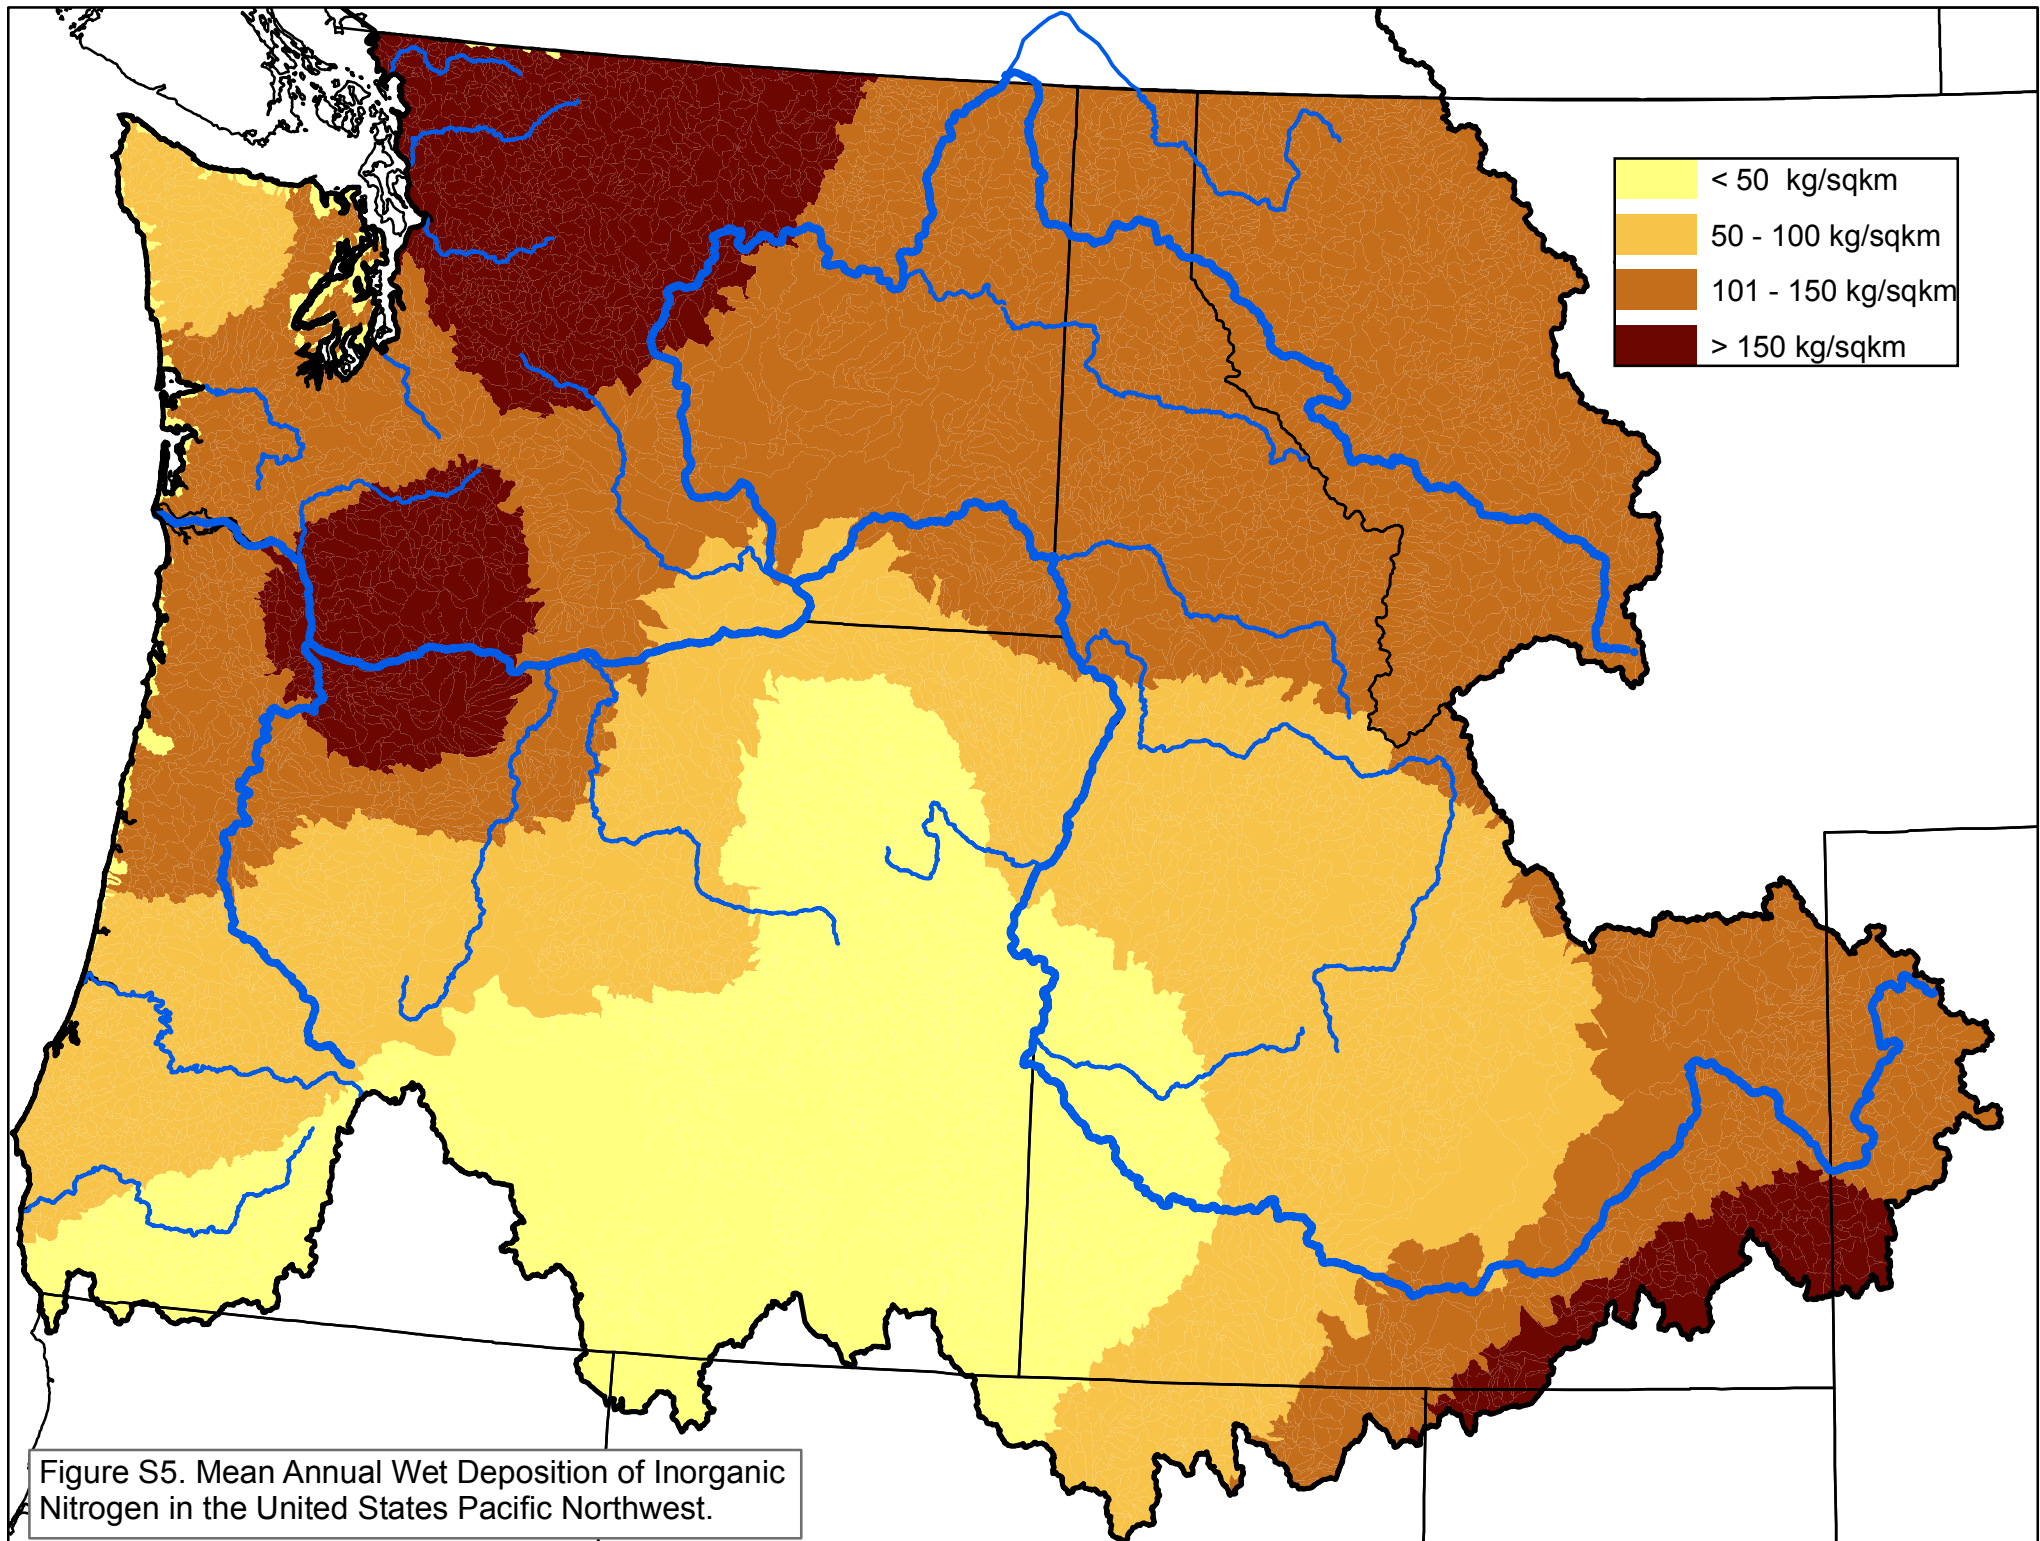 < 50 kg/sqkm
50 - 100 kg/sqkm
101 - 150 kg/sqkm
> 150 kg/sqkm
Figure S5. Mean Annual Wet Deposition of Inorganic
Nitrogen in the United States Pacific Northwest.